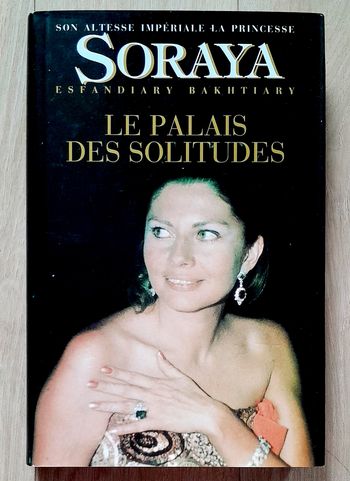 SON ALTESSE IMPÉRIALE LA PRINCESSE
SORAYA
ESFANDIARY BAKHTIARY
LE PALAIS
DES SOLITUDES